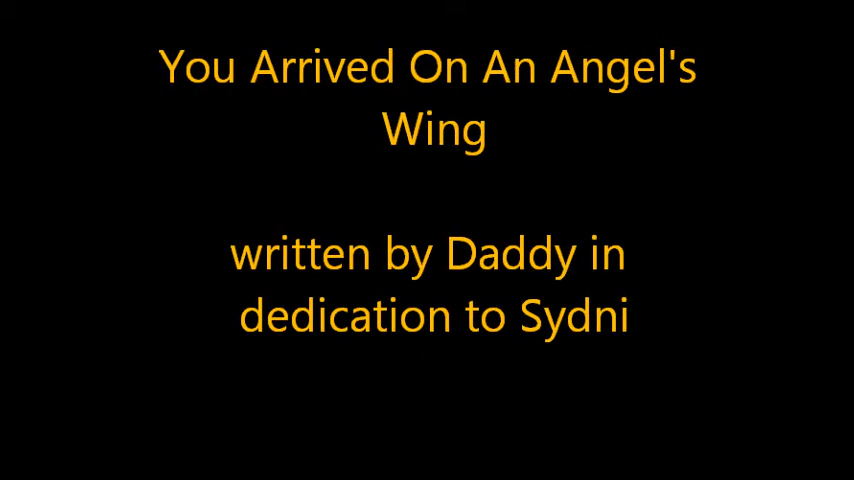 You Arrived On An Angel's
Wing
written by Daddy in
dedication to Sydni